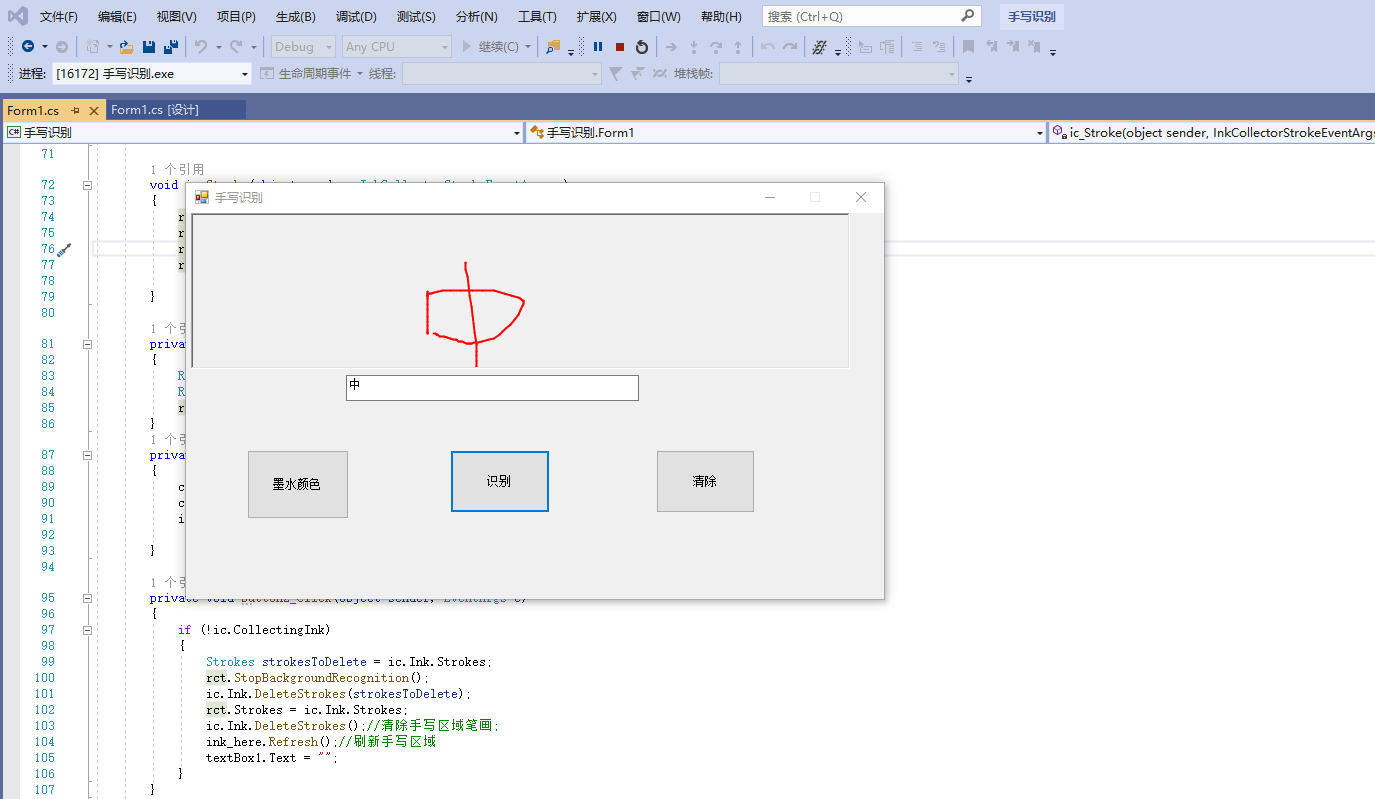 文件(F) 编辑(E) 视图(V) 项目(P) 生成(B) 调试(D) 测试(S) 分析(N) 工具(T) 扩展(X) 窗口(W) 帮助(H) 搜索 (Ctrl+Q) 手写识别
Debug Any CPU 继续(C)
进程: [16172] 手写识别.exe 生命周期事件 线程: 堆栈帧:
Form1.cs Form1.cs [设计]
C# 手写识别 手写识别.Form1 ic_Stroke(object sender, InkCollectorStrokeEventArgs
71
1 个引用
72 void
73 {
74 r
75 r
76 r
77 r
78
79 }
80
1 个引
81 priva
82 {
83 R
84 R
85 r
86 }
1 个引
87 priva
88 {
89 c
90 c
91 i
92
93 }
94
1 个引
手写识别
中
中
墨水颜色 识别 清除
95 private void button2_Click(object sender, EventArgs e)
96 {
97 if (!ic.CollectingInk)
98 {
99 Strokes strokesToDelete = ic.Ink.Strokes;
100 rct.StopBackgroundRecognition();
101 ic.Ink.DeleteStrokes(strokesToDelete);
102 rct.Strokes = ic.Ink.Strokes;
103 ic.Ink.DeleteStrokes();//清除手写区域笔画;
104 ink_here.Refresh();//刷新手写区域
105 textBox1.Text = "";
106 }
107 }